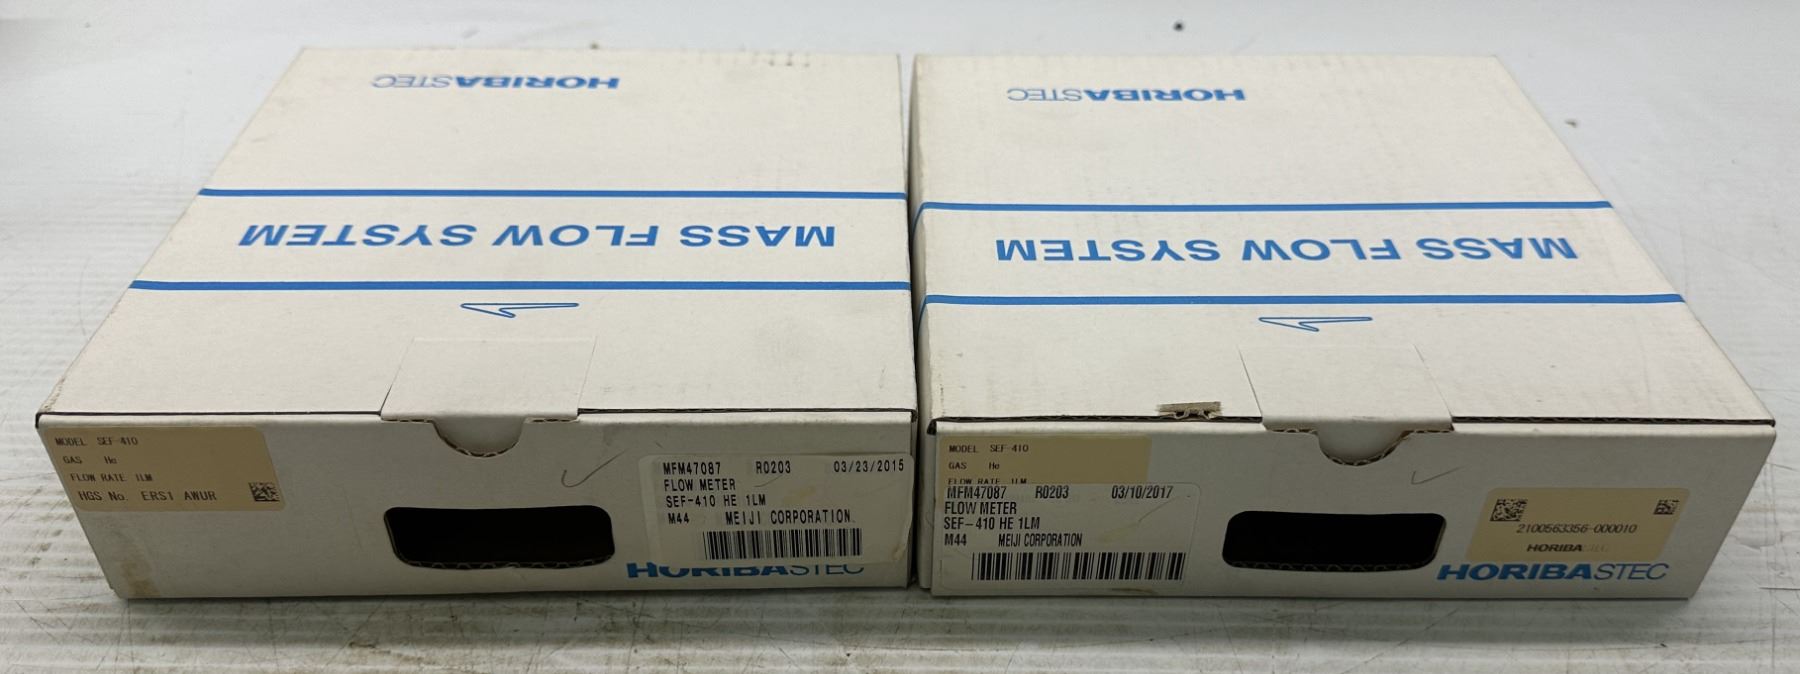 HORIBASTEC
MASS FLOW SYSTEM
MODEL SEF-410
GAS He
FLOW RATE 1LM
HGS No. ERS1 AWUR
MFM47087 R0203 03/23/2015
FLOW METER
SEF-410 HE 1LM
M44 MEIJI CORPORATION
HORIBASTEC
HORIBASTEC
MASS FLOW SYSTEM
MODEL SEF-410
GAS He
FLOW RATE 1LM
MFM47087 R0203 03/10/2017
FLOW METER
SEF-410 HE 1LM
M44 MEIJI CORPORATION
2100563356-000010
HORIBASTEC
HORIBASTEC